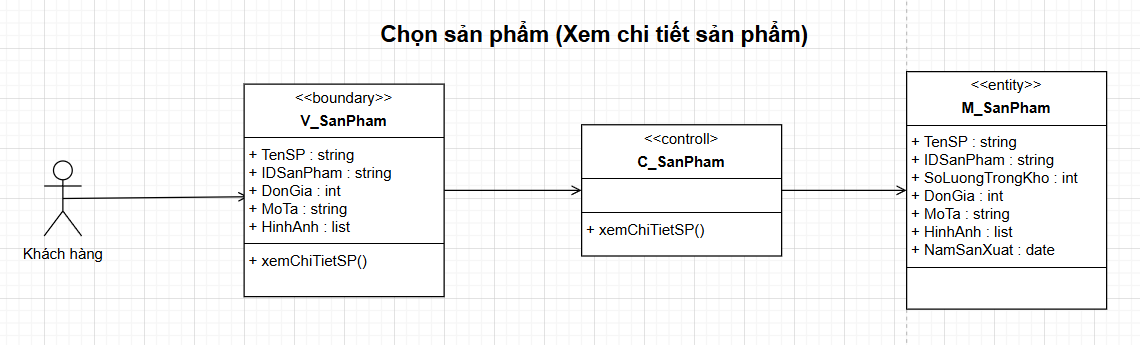 Chọn sản phẩm (Xem chi tiết sản phẩm)
Khách hàng
<<boundary>>
V_SanPham
+ TenSP : string
+ IDSanPham : string
+ DonGia : int
+ MoTa : string
+ HinhAnh : list
+ xemChiTietSP()
<<controll>
C_SanPham
+ xemChiTietSP()
<<entity>>
M_SanPham
+ TenSP : string
+ IDSanPham : string
+ SoLuongTrongKho : int
+ DonGia : int
+ MoTa : string
+ HinhAnh : list
+ NamSanXuat : date